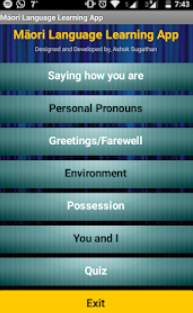 7:43
Māori Language Learning App
Māori Language Learning App
Designed and Developed by, Ashok Sugathan
Saying how you are
Personal Pronouns
Greetings/Farewell
Environment
Possession
You and I
Quiz
Exit